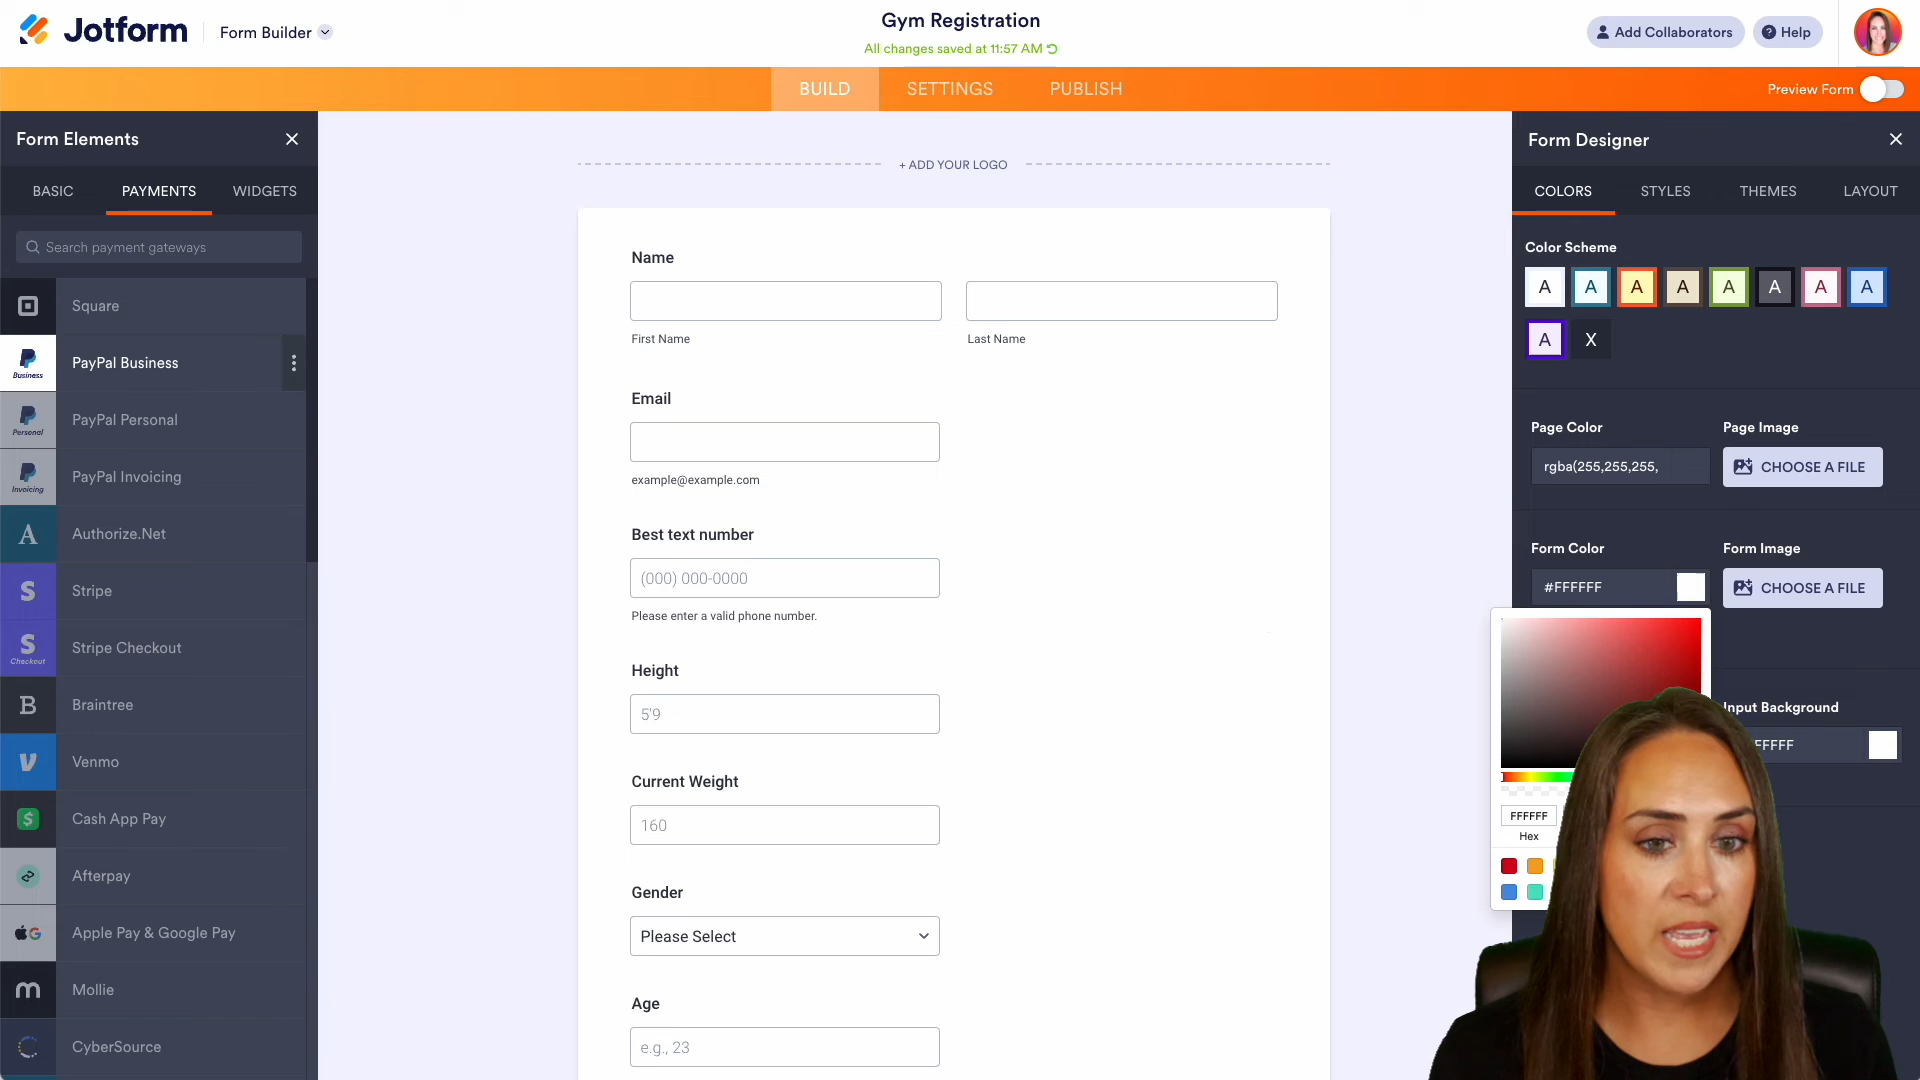 Jotform
Form Builder
Gym Registration
All changes saved at 11:57 AM
Add Collaborators
Help
BUILD
SETTINGS
PUBLISH
Preview Form
Form Elements
BASIC
PAYMENTS
WIDGETS
Search payment gateways
Square
Business
PayPal Business
Personal
PayPal Personal
Invoicing
PayPal Invoicing
A
Authorize.Net
S
Stripe
S
Checkout
Stripe Checkout
B
Braintree
Venmo
$
Cash App Pay
Afterpay
G
Apple Pay & Google Pay
m
Mollie
CyberSource
+ ADD YOUR LOGO
Name
First Name
Last Name
Email
example@example.com
Best text number
(000) 000-0000
Please enter a valid phone number.
Height
5'9
Current Weight
160
Gender
Please Select
Age
e.g., 23
Form Designer
COLORS
STYLES
THEMES
LAYOUT
Color Scheme
A A A A A A A A
A X
Page Color
Page Image
rgba(255,255,255,
CHOOSE A FILE
Form Color
Form Image
#FFFFFF
CHOOSE A FILE
Input Background
FFFFF
FFFFFF
Hex